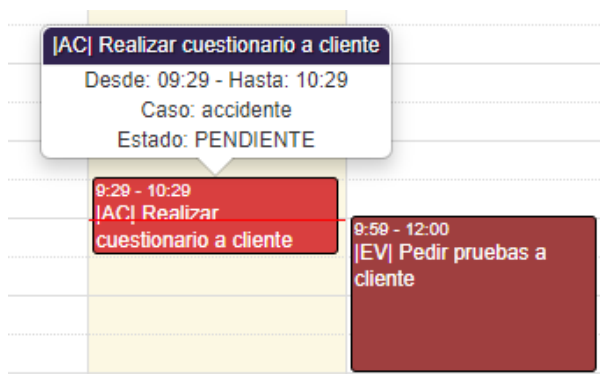 |AC| Realizar cuestionario a cliente
Desde: 09:29 - Hasta: 10:29
Caso: accidente
Estado: PENDIENTE
9:29 - 10:29
|AC| Realizar
cuestionario a cliente
9:59 - 12:00
|EV| Pedir pruebas a
cliente